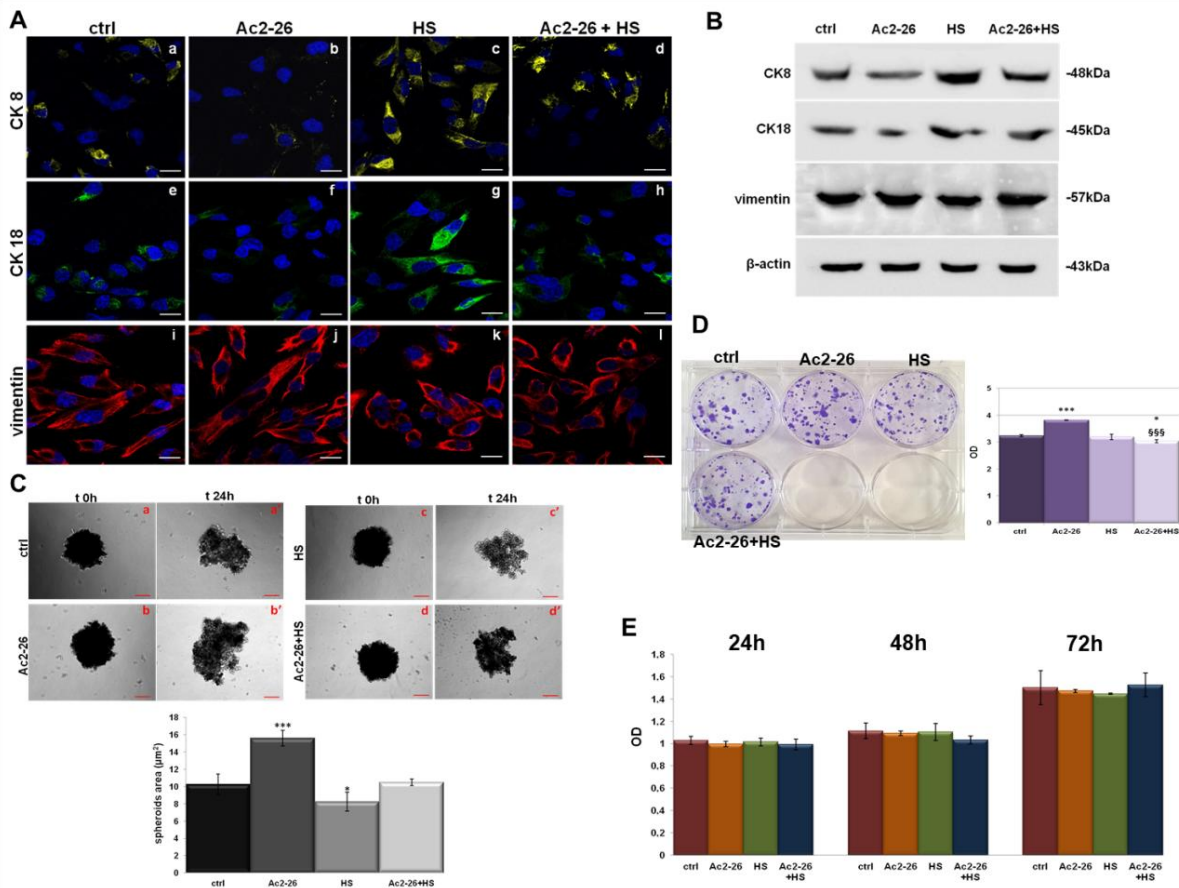 A
ctrl Ac2-26 HS Ac2-26 + HS
CK 8
a b c d
CK 18
e f g h
vimentin
i j k l
B
ctrl Ac2-26 HS Ac2-26+HS
CK8 -48kDa
CK18 -45kDa
vimentin -57kDa
β-actin -43kDa
C
t 0h t 24h t 0h t 24h
ctrl a a' HS c c'
Ac2-26 b b' Ac2-26+HS d d'
spheroids area (µm²)
18
16
14
12
10
8
6
4
2
0
***
*
ctrl Ac2-26 HS Ac2-26+HS
D
ctrl Ac2-26 HS
Ac2-26+HS
OD
5
4
3
2
1
0
***
*
§§§
ctrl Ac2-26 HS Ac2-26+HS
E
24h 48h 72h
OD
1.8
1.6
1.4
1.2
1
0.8
0.6
0.4
0.2
0
ctrl Ac2-26 HS Ac2-26 ctrl Ac2-26 HS Ac2-26 ctrl Ac2-26 HS Ac2-26
+HS +HS +HS